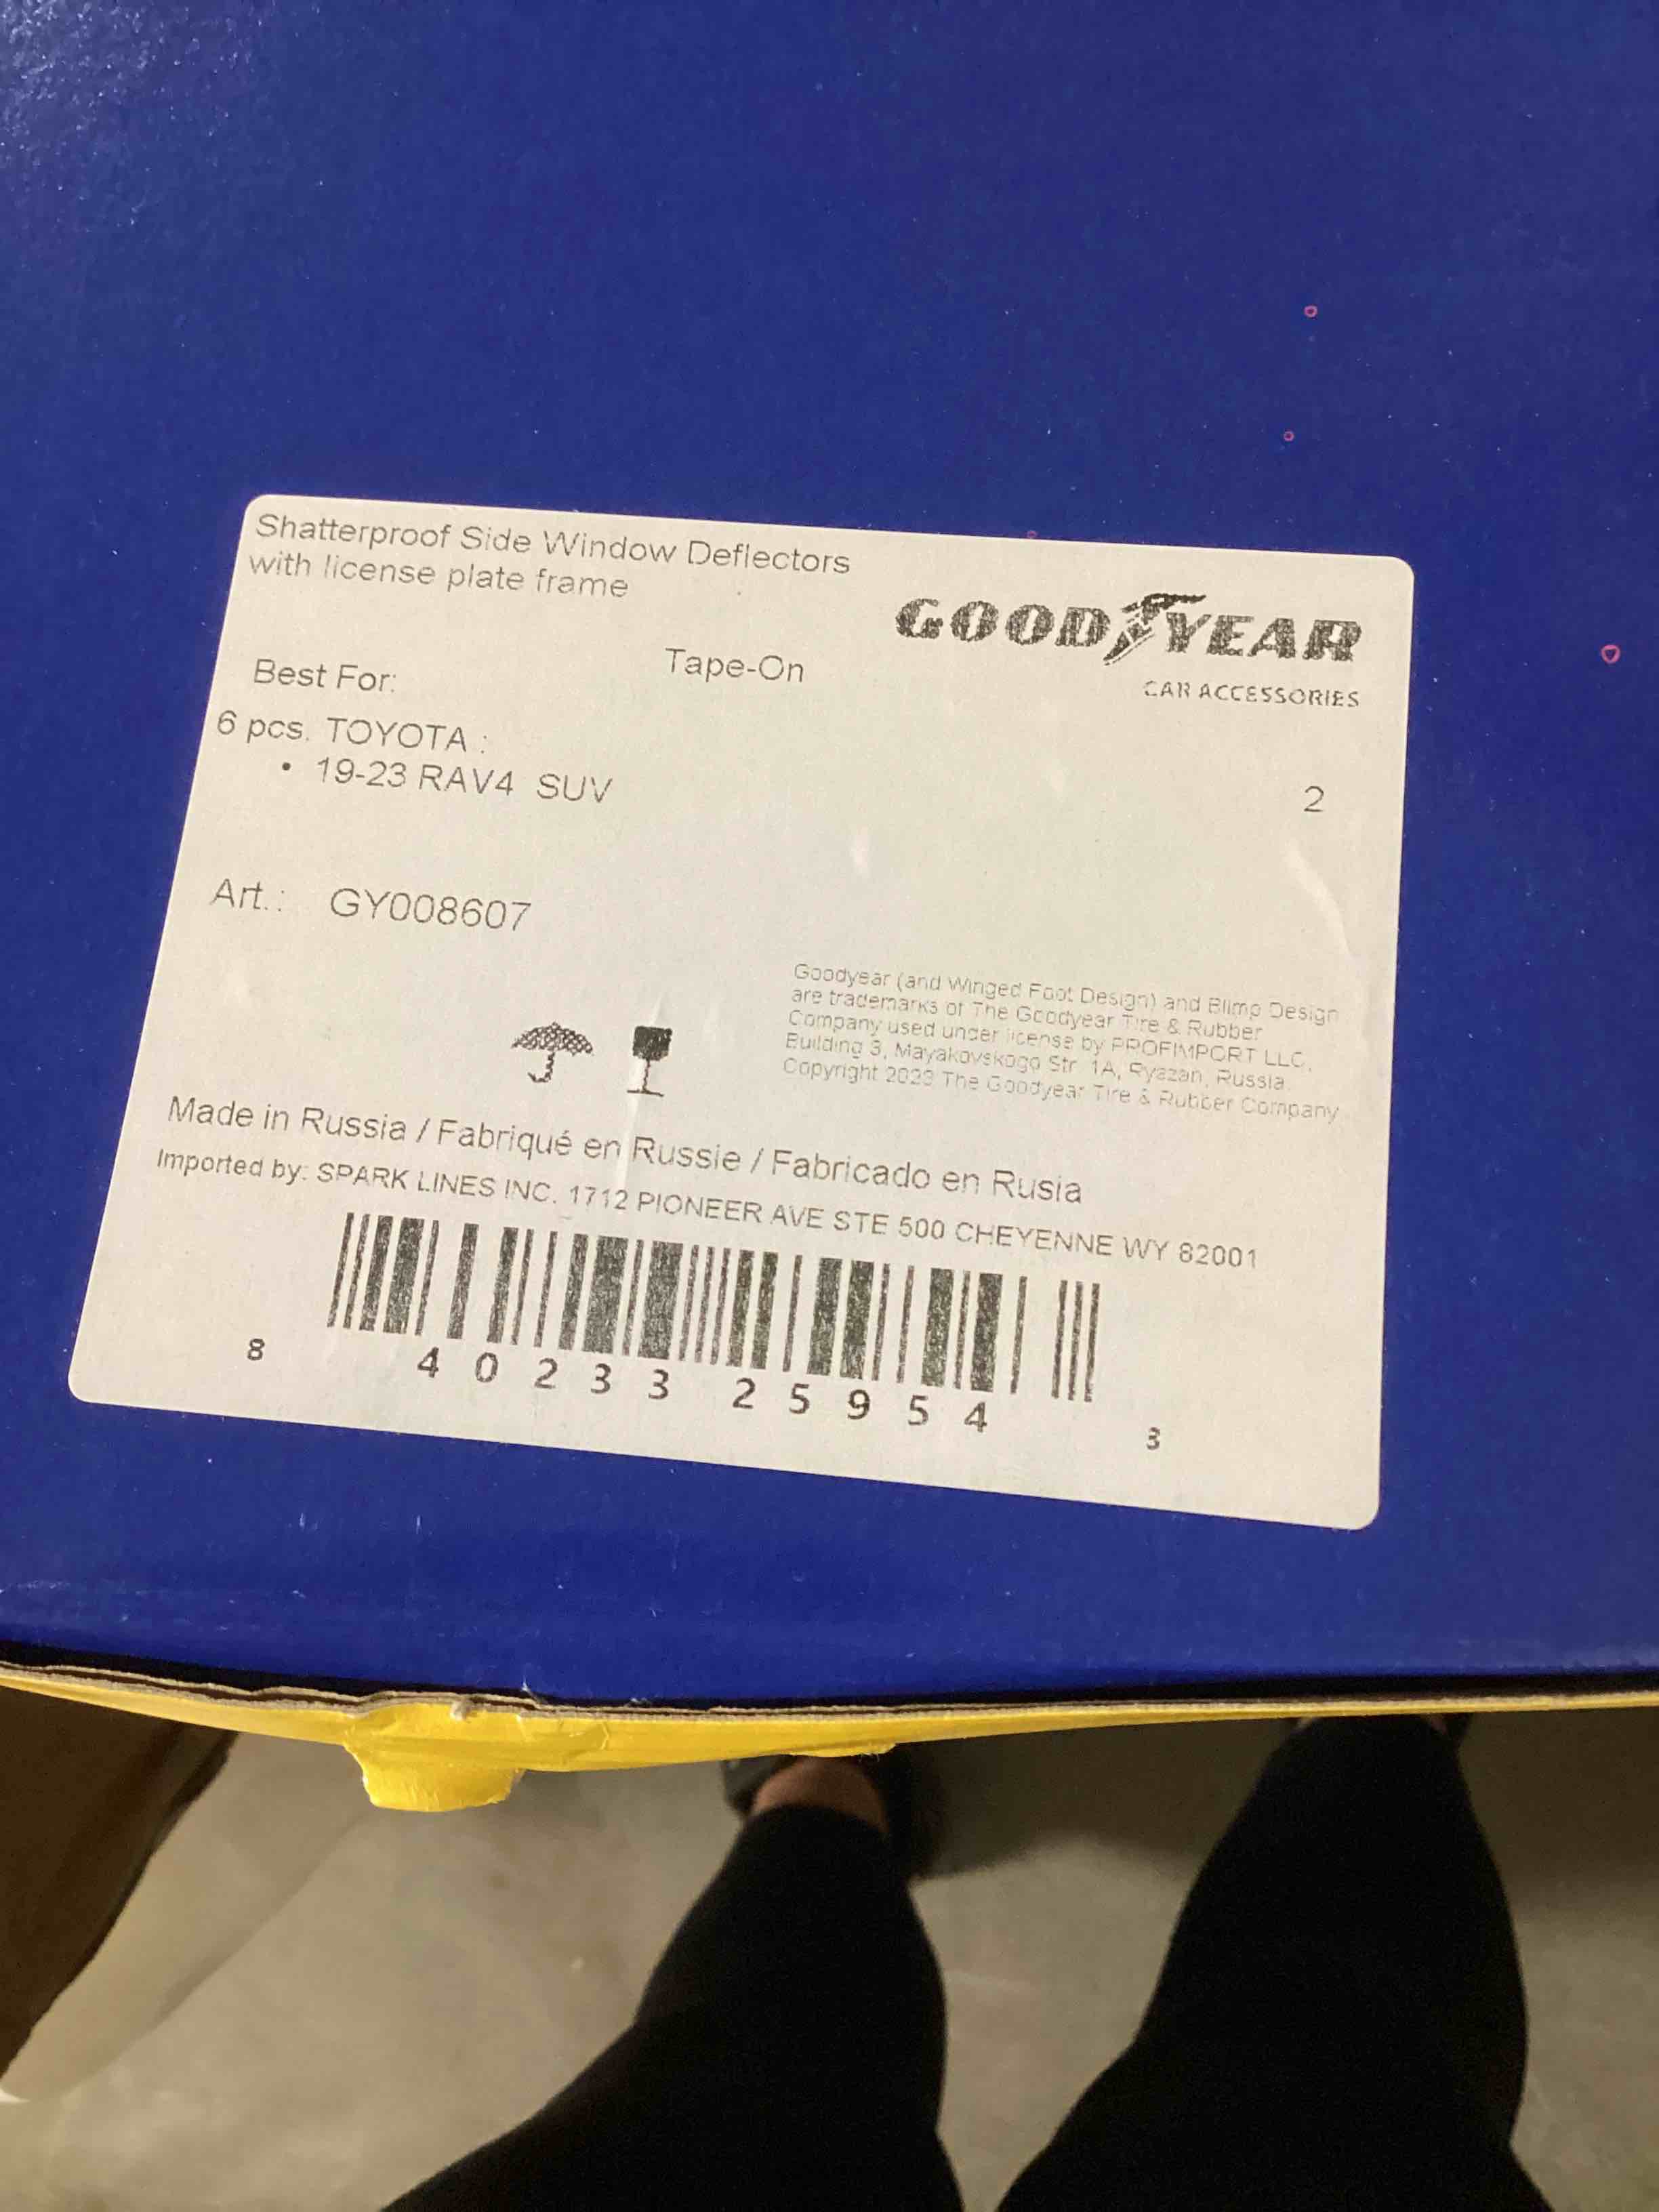 Shatterproof Side Window Deflectors
with license plate frame
GOODYEAR
CAR ACCESSORIES
Best For:
Tape-On
6 pcs. TOYOTA :
• 19-23 RAV4 SUV
2
Art.: GY008607
Goodyear (and Winged Foot Design) and Blimp Design
are trademarks of The Goodyear Tire & Rubber
Company used under license by PROFIMPORT LLC,
Building 3, Mayakovskogo Str. 1A, Ryazan, Russia.
Copyright 2023 The Goodyear Tire & Rubber Company
Made in Russia / Fabriqué en Russie / Fabricado en Rusia
Imported by: SPARK LINES INC. 1712 PIONEER AVE STE 500 CHEYENNE WY 82001
8 40233 25954 3